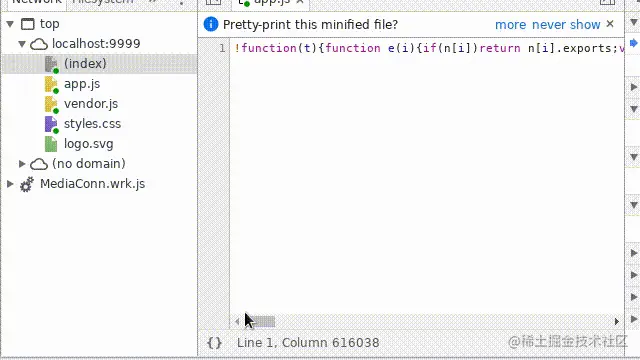 Network Filesystem »
top
localhost:9999
(index)
app.js
vendor.js
styles.css
logo.svg
(no domain)
MediaConn.wrk.js
app.js ×
Pretty-print this minified file? more never show ×
1 !function(t){function e(i){if(n[i])return n[i].exports;v
{} Line 1, Column 616038
@稀土掘金技术社区